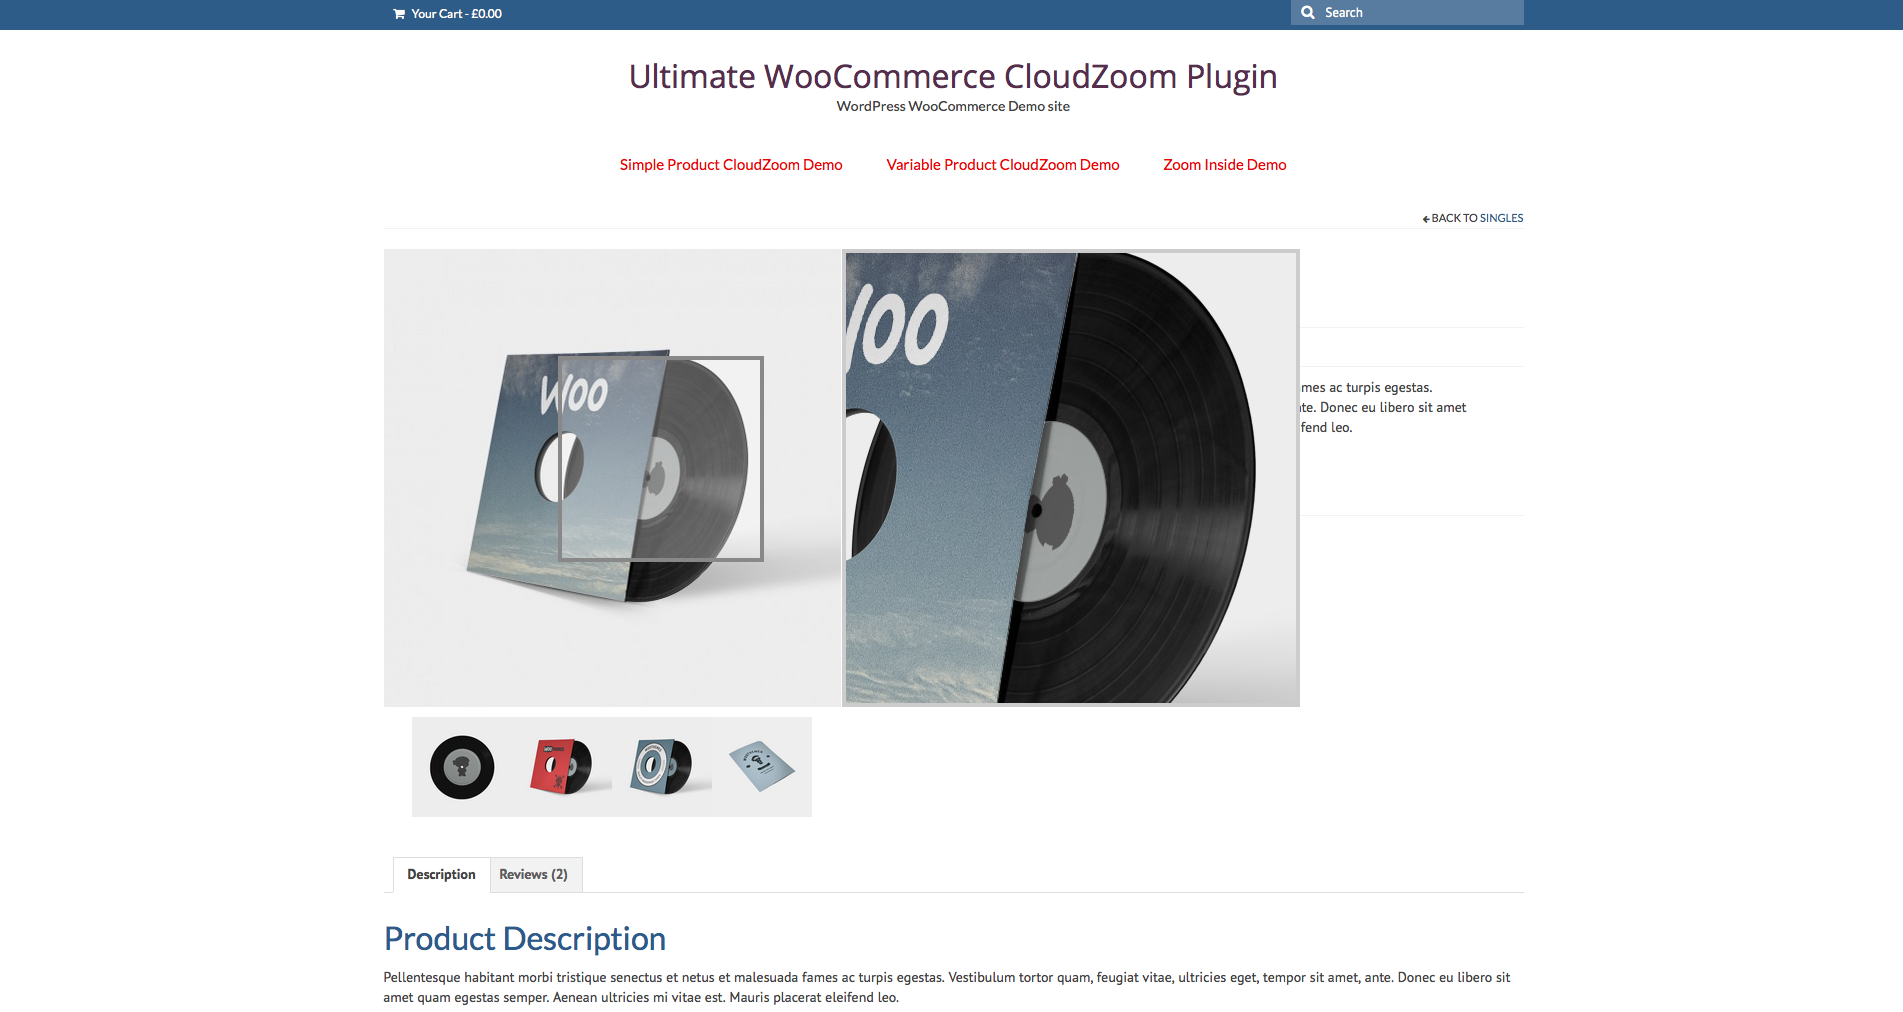 Your Cart - £0.00
Search
Ultimate WooCommerce CloudZoom Plugin
WordPress WooCommerce Demo site
Simple Product CloudZoom Demo
Variable Product CloudZoom Demo
Zoom Inside Demo
BACK TO SINGLES
WOO
WOO
mes ac turpis egestas.
te. Donec eu libero sit amet
fend leo.
WOO
Description
Reviews (2)
Product Description
Pellentesque habitant morbi tristique senectus et netus et malesuada fames ac turpis egestas. Vestibulum tortor quam, feugiat vitae, ultricies eget, tempor sit amet, ante. Donec eu libero sit
amet quam egestas semper. Aenean ultricies mi vitae est. Mauris placerat eleifend leo.